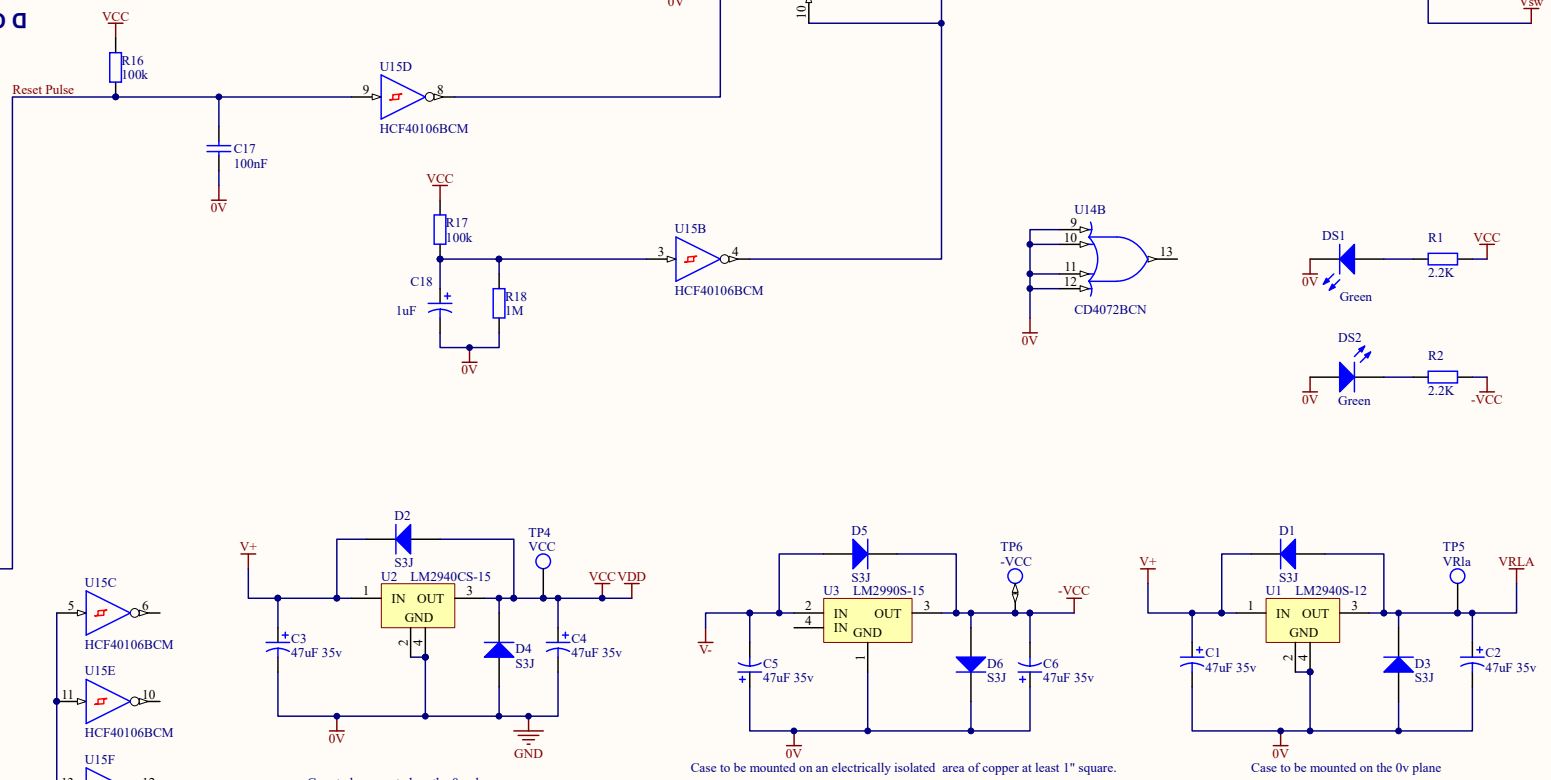 VCC
R16
100k
Reset Pulse
C17
100nF
0V
U15D
9
8
HCF40106BCM
0V
10
Vsw
VCC
R17
100k
C18
1uF
R18
1M
0V
U15B
3
4
HCF40106BCM
U14B
9
10
11
12
13
CD4072BCN
0V
DS1
0V
Green
R1
2.2K
VCC
DS2
0V
Green
R2
2.2K
-VCC
U15C
5
6
HCF40106BCM
U15E
11
10
HCF40106BCM
U15F
V+
D2
S3J
TP4
VCC
VCC VDD
U2 LM2940CS-15
1
IN OUT
3
GND
2
4
C3
47uF 35v
D4
S3J
C4
47uF 35v
0V
GND
D5
S3J
TP6
-VCC
-VCC
U3 LM2990S-15
2
IN OUT
3
4
IN
GND
1
V-
C5
47uF 35v
D6
S3J
C6
47uF 35v
0V
Case to be mounted on an electrically isolated area of copper at least 1" square.
V+
D1
S3J
TP5
VRla
VRLA
U1 LM2940S-12
1
IN OUT
3
GND
2
4
C1
47uF 35v
D3
S3J
C2
47uF 35v
0V
Case to be mounted on the 0v plane